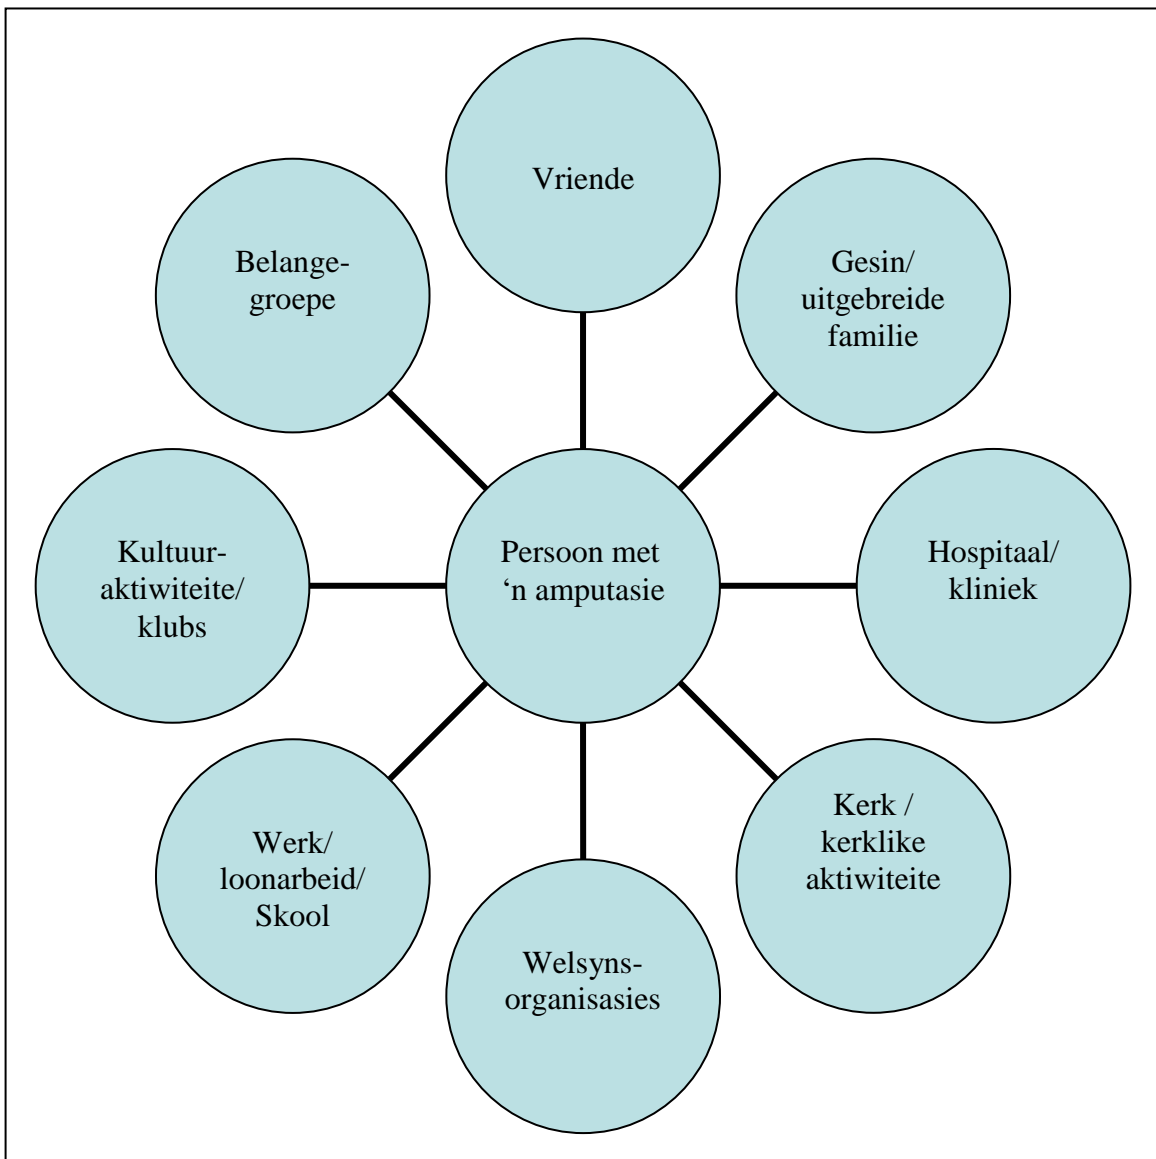 Vriende
Belange-
groepe
Gesin/
uitgebreide
familie
Kultuur-
aktiwiteite/
klubs
Persoon met
‘n amputasie
Hospitaal/
kliniek
Werk/
loonarbeid/
Skool
Kerk /
kerklike
aktiwiteite
Welsyns-
organisasies